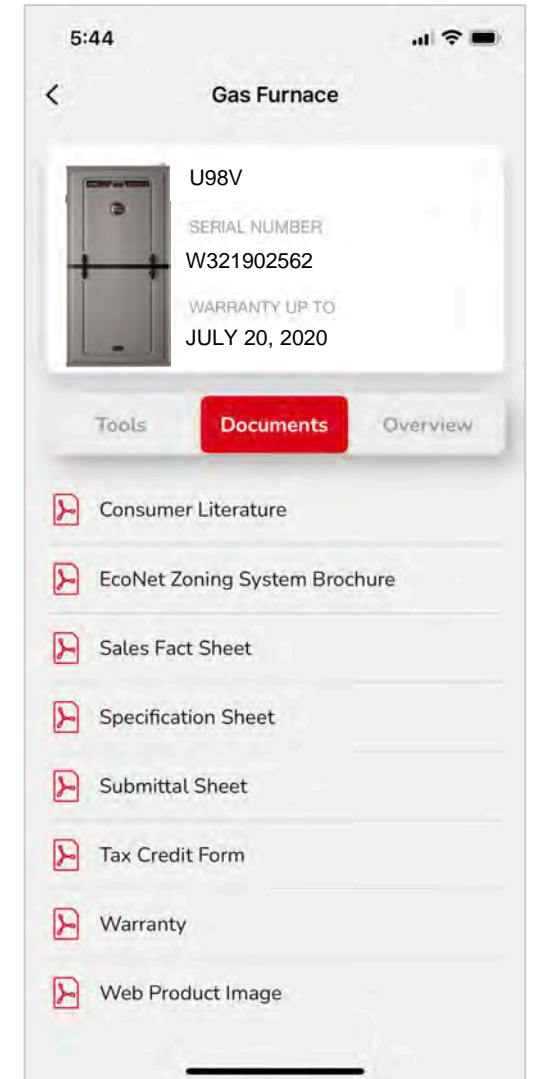 5:44
Gas Furnace
U98V
SERIAL NUMBER
W321902562
WARRANTY UP TO
JULY 20, 2020
Tools Documents Overview
Consumer Literature
EcoNet Zoning System Brochure
Sales Fact Sheet
Specification Sheet
Submittal Sheet
Tax Credit Form
Warranty
Web Product Image